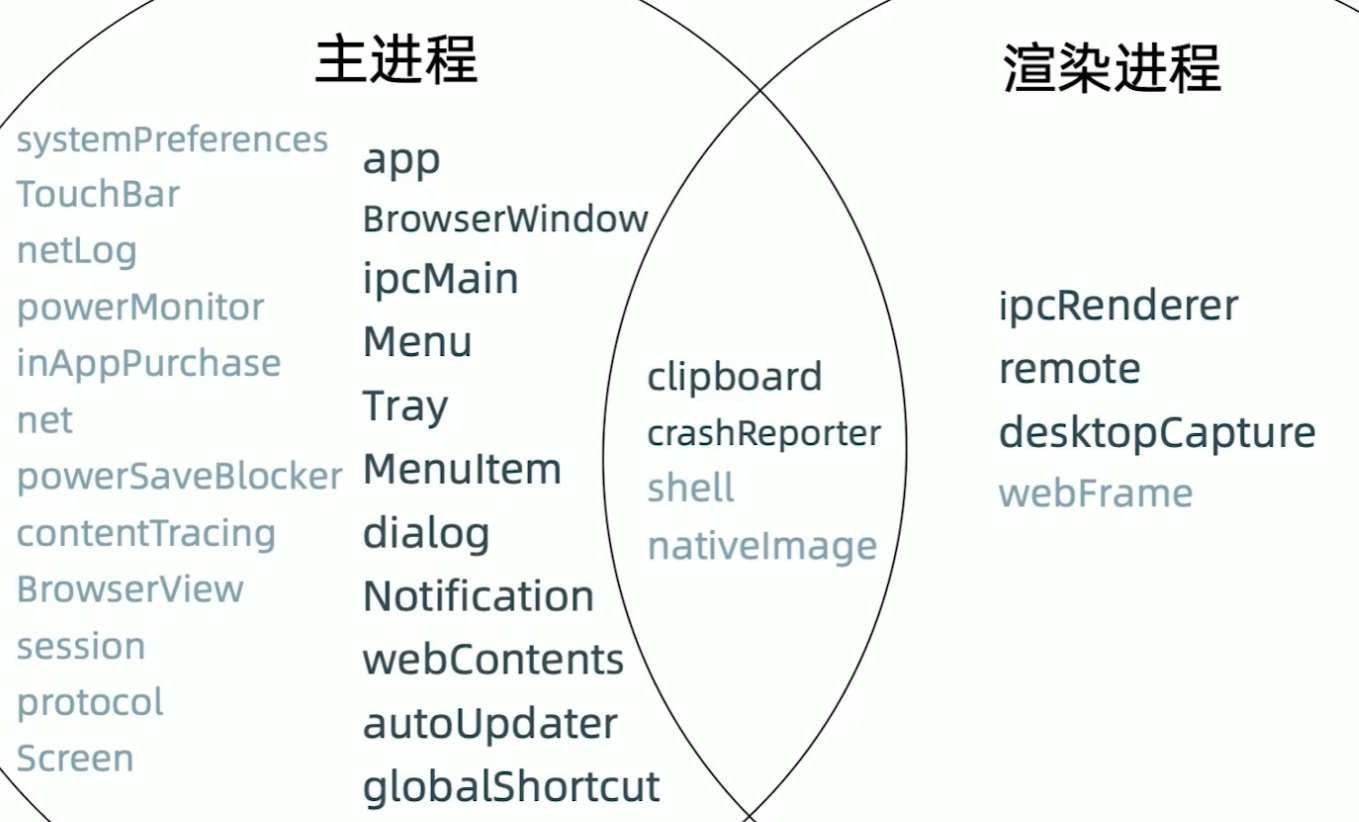 主进程
渲染进程
systemPreferences
TouchBar
netLog
powerMonitor
inAppPurchase
net
powerSaveBlocker
contentTracing
BrowserView
session
protocol
Screen
app
BrowserWindow
ipcMain
Menu
Tray
MenuItem
dialog
Notification
webContents
autoUpdater
globalShortcut
clipboard
crashReporter
shell
nativeImage
ipcRenderer
remote
desktopCapture
webFrame